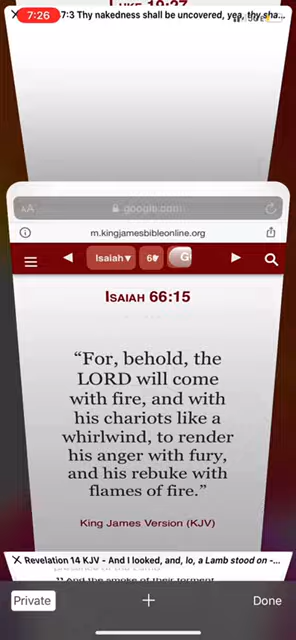 LUKE 19:27
7:26
7:3 Thy nakedness shall be uncovered, yea, thy sha...
AA google.com
m.kingjamesbibleonline.org
Isaiah
ISAIAH 66:15
“For, behold, the
LORD will come
with fire, and with
his chariots like a
whirlwind, to render
his anger with fury,
and his rebuke with
flames of fire.”
King James Version (KJV)
Revelation 14 KJV - And I looked, and, lo, a Lamb stood on -...
" And the smoke of their torment
Private
Done